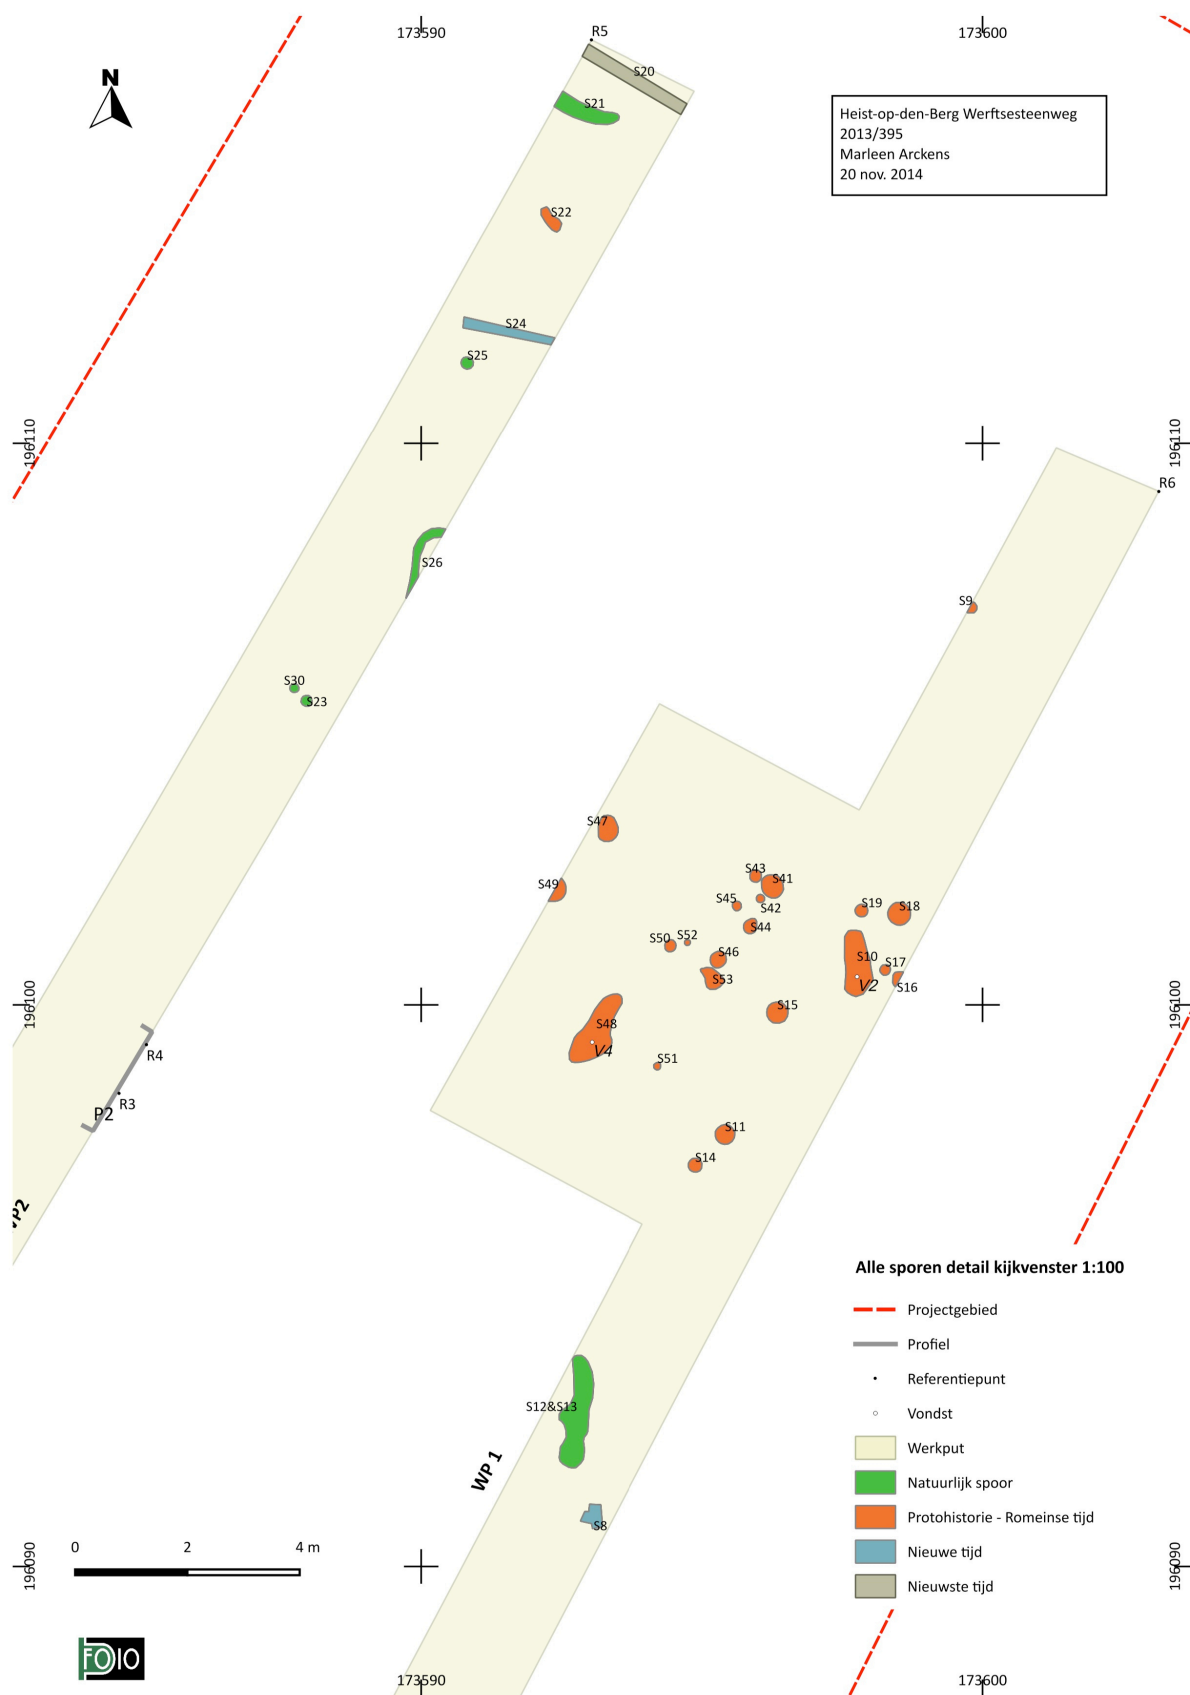 173590
R5
173600
N
S20
S21
Heist-op-den-Berg Werftsesteenweg
2013/395
Marleen Arckens
20 nov. 2014
S22
S24
S25
196110
196110
R6
S26
S9
S30
S23
S47
S43
S41
S49
S45
S42
S19
S18
S44
S50
S52
S46
S10
S17
S53
V2
S16
196100
S15
196100
S48
R4
V4
S51
R3
P2
S11
S14
WP2
Alle sporen detail kijkvenster 1:100
Projectgebied
Profiel
Referentiepunt
S12&S13
Vondst
Werkput
WP 1
Natuurlijk spoor
Protohistorie - Romeinse tijd
S8
0 2 4 m
Nieuwe tijd
196090
196090
Nieuwste tijd
FODIO
173590
173600